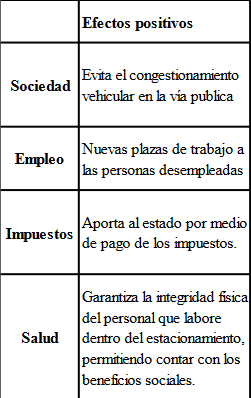 Efectos positivos
Sociedad
Evita el congestionamiento
vehicular en la vía publica
Empleo
Nuevas plazas de trabajo a
las personas desempleadas
Impuestos
Aporta al estado por medio
de pago de los impuestos.
Salud
Garantiza la integridad física
del personal que labore
dentro del estacionamiento,
permitiendo contar con los
beneficios sociales.